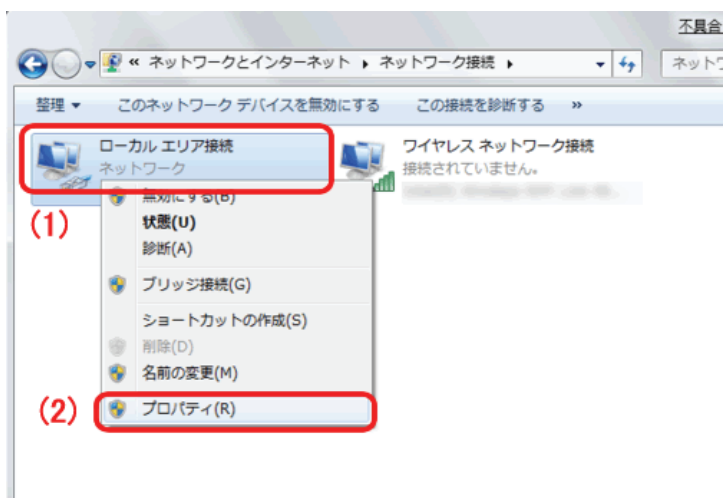 不具合
« ネットワークとインターネット ▸ ネットワーク接続 ▸
ネットワ
整理 ▼ このネットワーク デバイスを無効にする この接続を診断する »
ローカル エリア接続
ネットワーク
ワイヤレス ネットワーク接続
接続されていません。
(1)
無効にする(B)
状態(U)
診断(A)
ブリッジ接続(G)
ショートカットの作成(S)
削除(D)
名前の変更(M)
(2)
プロパティ(R)